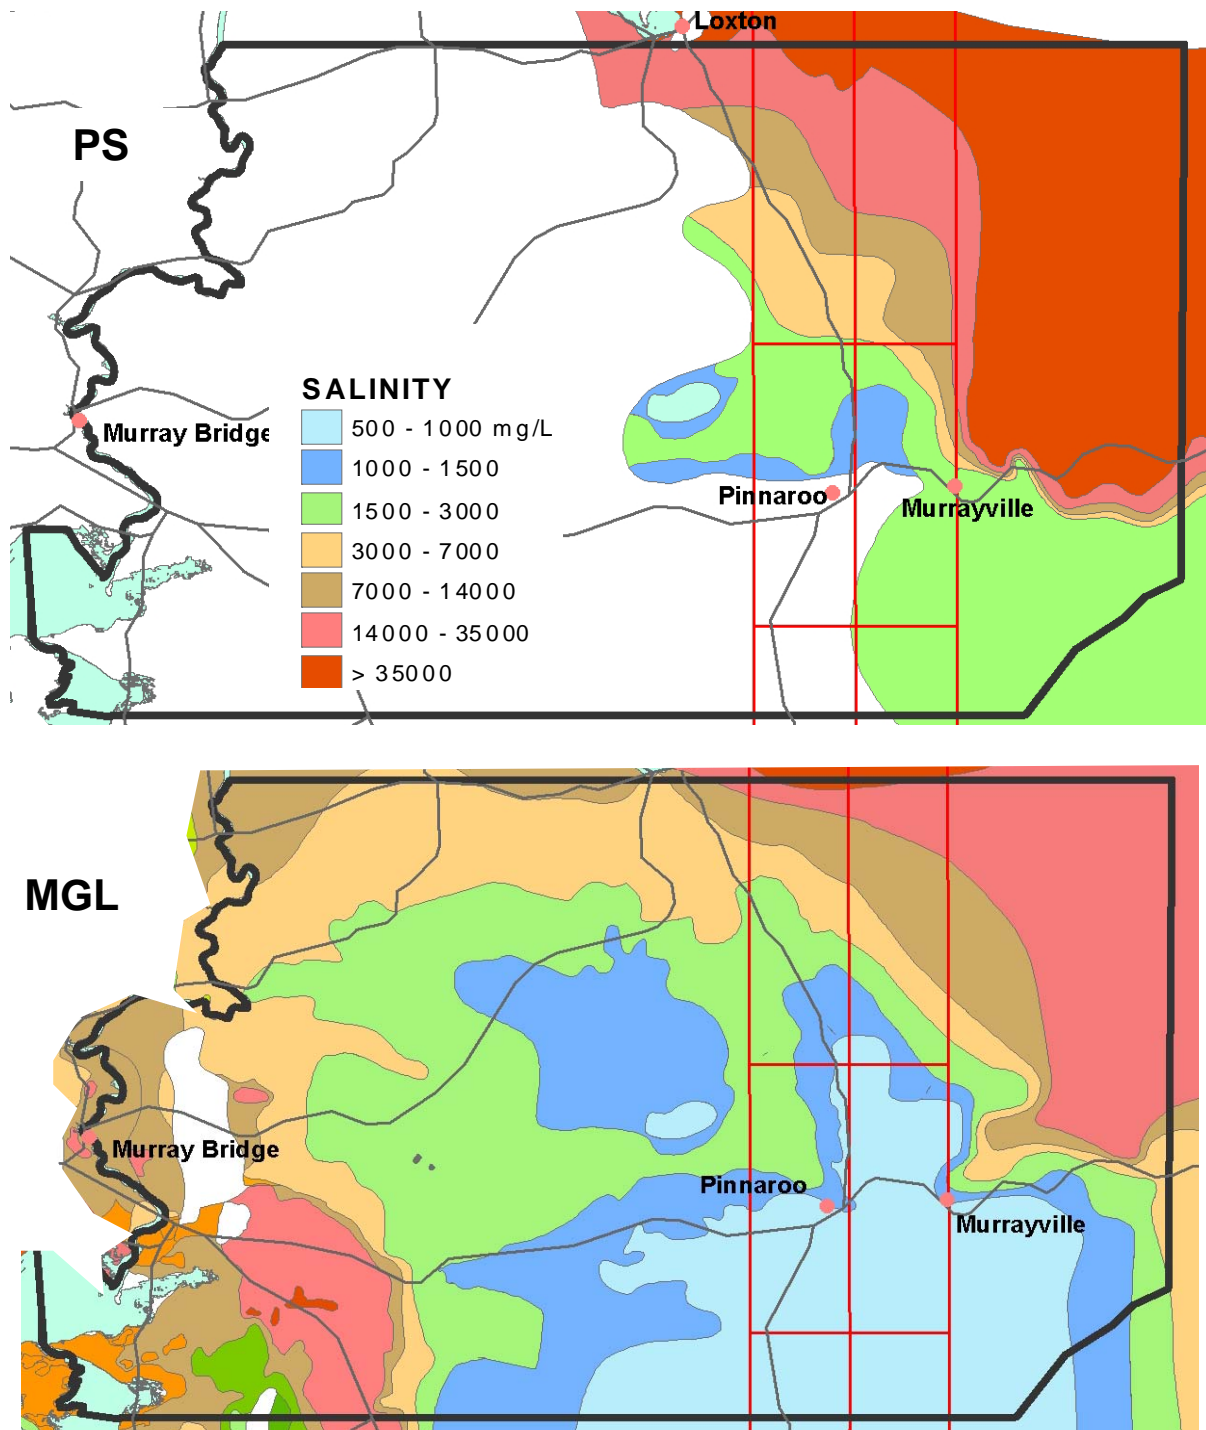 Loxton
PS
SALINITY
500 - 1000 mg/L
Murray Bridge
1000 - 1500
Pinnaroo
1500 - 3000
Murrayville
3000 - 7000
7000 - 14000
14000 - 35000
> 35000
MGL
Murray Bridge
Pinnaroo
Murrayville